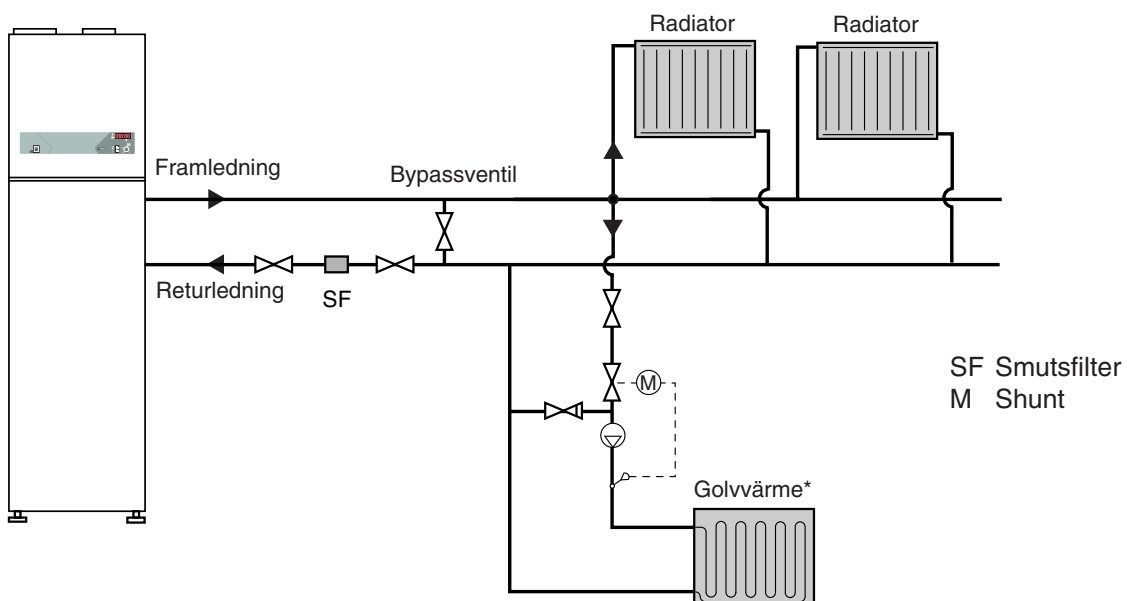 Radiator
Radiator
Framledning
Bypassventil
Returledning
SF
SF Smutsfilter
M Shunt
M
Golvvärme*